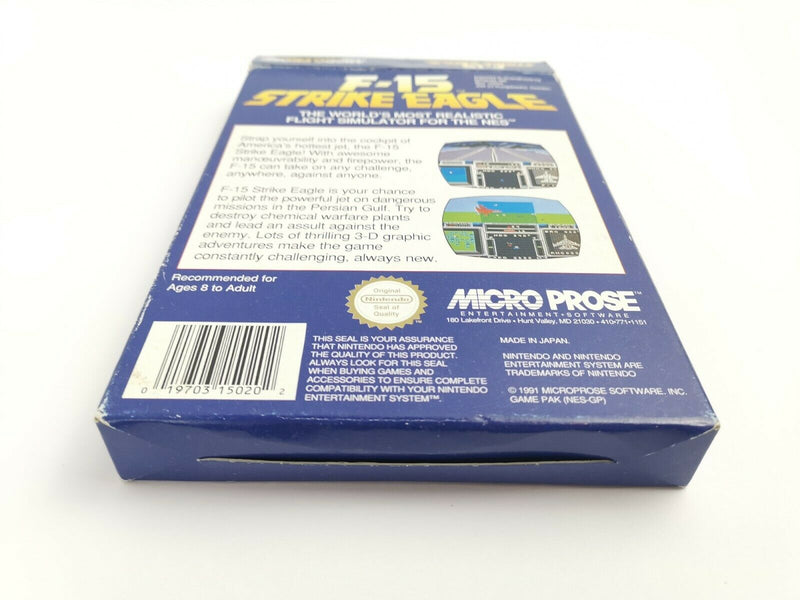 F-15
STRIKE EAGLE
THE WORLD'S MOST REALISTIC
FLIGHT SIMULATOR FOR THE NES™
Strap yourself into the cockpit of
America's hottest jet, the F-15
Strike Eagle! With awesome
manœuvrability and firepower, the
F-15 can take on any challenge,
anywhere, against anyone.
F-15 Strike Eagle is your chance
to pilot the powerful jet on dangerous
missions in the Persian Gulf. Try to
destroy chemical warfare plants
and lead an assult against the
enemy. Lots of thrilling 3-D graphic
adventures make the game
constantly challenging, always new.
Recommended for
Ages 8 to Adult
Original
Nintendo
Seal of
Quality
™
MICRO PROSE™
ENTERTAINMENT • SOFTWARE
180 Lakefront Drive • Hunt Valley, MD 21030 • 410-771-1151
0 19703 15020 2
THIS SEAL IS YOUR ASSURANCE
THAT NINTENDO HAS APPROVED
THE QUALITY OF THIS PRODUCT.
ALWAYS LOOK FOR THIS SEAL
WHEN BUYING GAMES AND
ACCESSORIES TO ENSURE COMPLETE
COMPATIBILITY WITH YOUR NINTENDO
ENTERTAINMENT SYSTEM™.
MADE IN JAPAN.
NINTENDO AND NINTENDO
ENTERTAINMENT SYSTEM ARE
TRADEMARKS OF NINTENDO
© 1991 MICROPROSE SOFTWARE, INC.
GAME PAK (NES-GP)